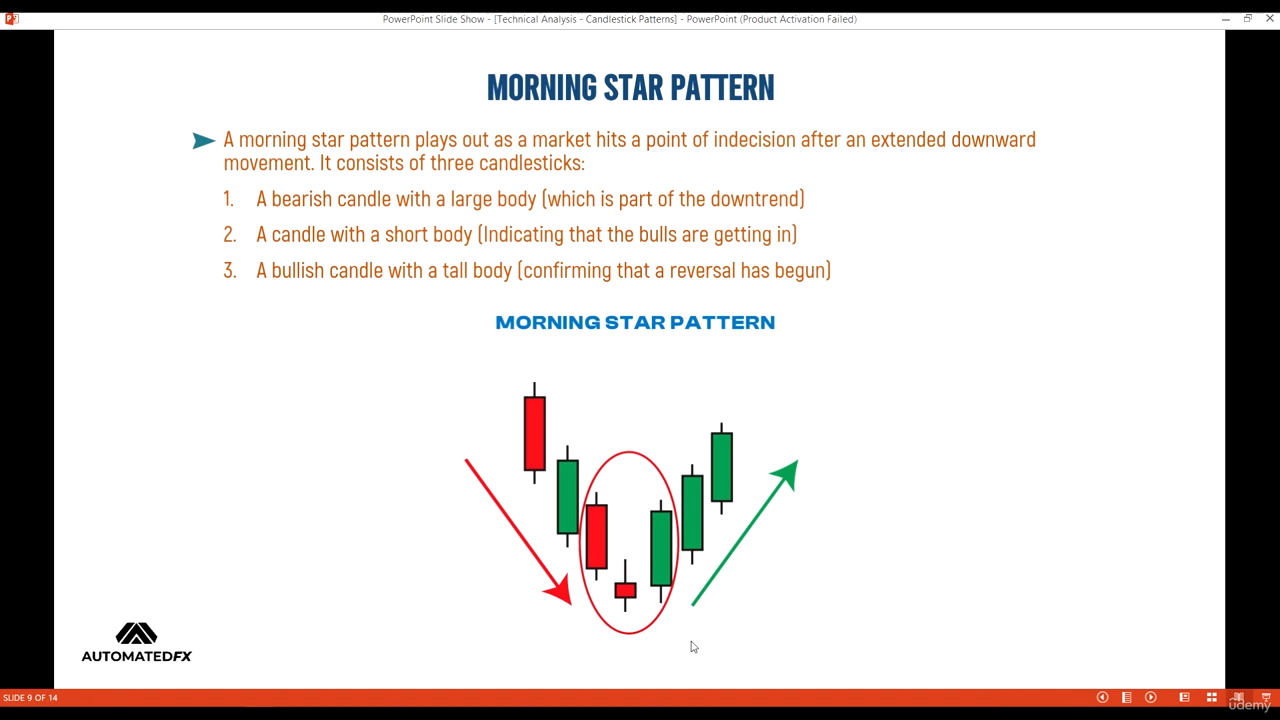 PowerPoint Slide Show - [Technical Analysis - Candlestick Patterns] - PowerPoint (Product Activation Failed)
MORNING STAR PATTERN
A morning star pattern plays out as a market hits a point of indecision after an extended downward
movement. It consists of three candlesticks:
1. A bearish candle with a large body (which is part of the downtrend)
2. A candle with a short body (Indicating that the bulls are getting in)
3. A bullish candle with a tall body (confirming that a reversal has begun)
MORNING STAR PATTERN
AUTOMATEDFX
SLIDE 9 OF 14
udemy